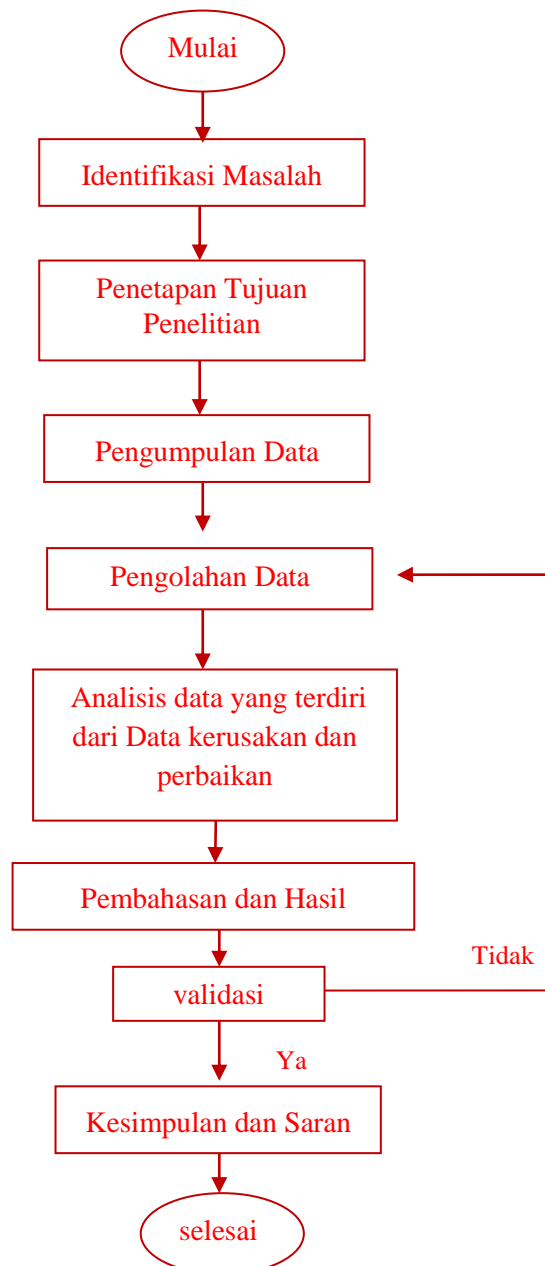 Mulai
Identifikasi Masalah
Penetapan Tujuan
Penelitian
Pengumpulan Data
Pengolahan Data
Analisis data yang terdiri
dari Data kerusakan dan
perbaikan
Pembahasan dan Hasil
Tidak
validasi
Ya
Kesimpulan dan Saran
selesai